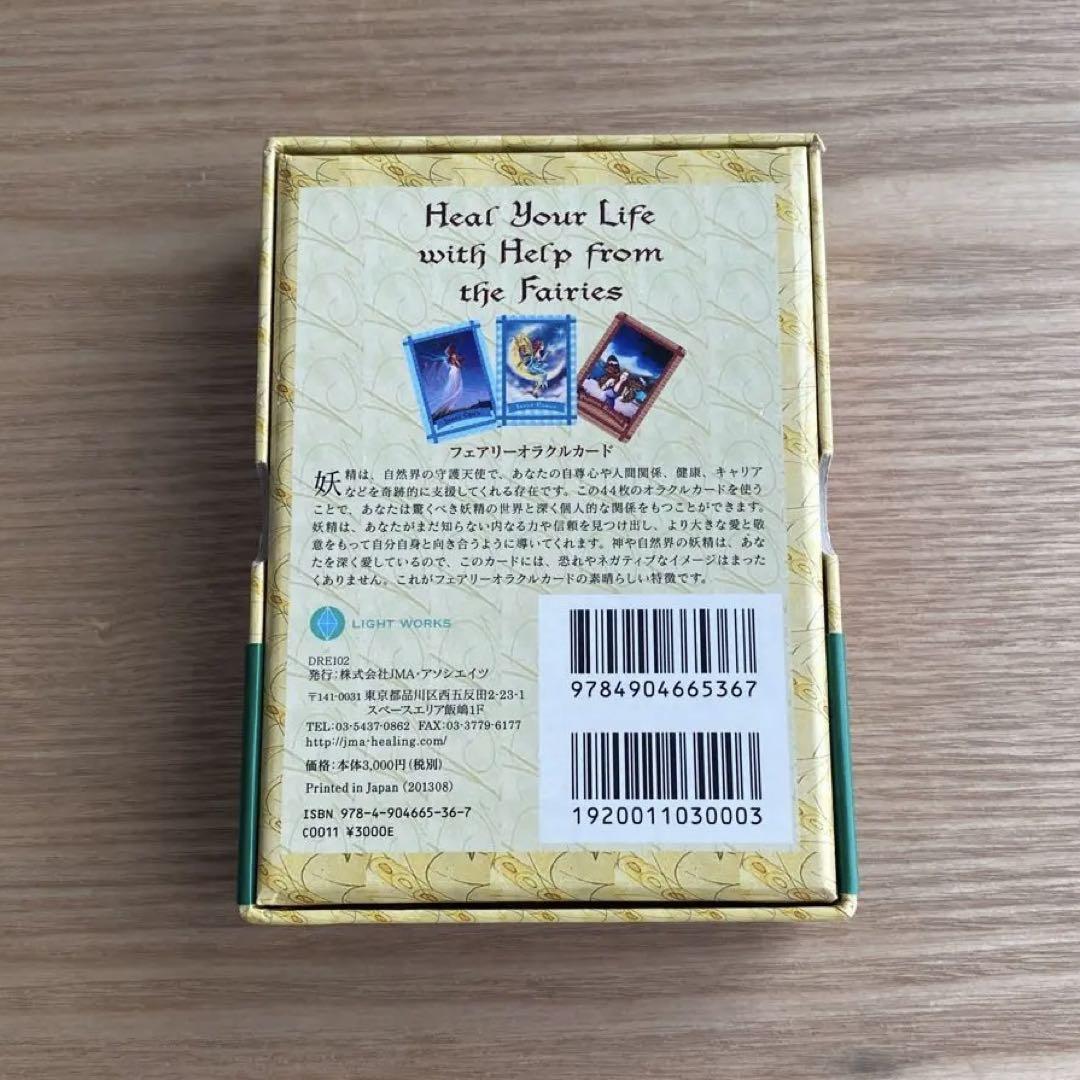 Heal Your Life
with Help from
the Fairies
Inner Power
フェアリーオラクルカード
妖精は、自然界の守護天使で、あなたの自尊心や人間関係、健康、キャリア
などを奇跡的に支援してくれる存在です。この44枚のオラクルカードを使う
ことで、あなたは驚くべき妖精の世界と深く個人的な関係をもつことができます。
妖精は、あなたがまだ知らない内なる力や信頼を見つけ出し、より大きな愛と敬
意をもって自分自身と向き合うように導いてくれます。神や自然界の妖精は、あな
たを深く愛しているので、このカードには、恐れやネガティブなイメージはまった
くありません。これがフェアリーオラクルカードの素晴らしい特徴です。
LIGHT WORKS
DRE102
発行:株式会社JMA・アソシエイツ
〒141-0031 東京都品川区西五反田2-23-1
スペースエリア飯嶋1F
TEL:03-5437-0862 FAX:03-3779-6177
http://jma-healing.com/
価格:本体3,000円(税別)
Printed in Japan (201308)
ISBN 978-4-904665-36-7
C0011 ¥3000E
9784904665367
1920011030003